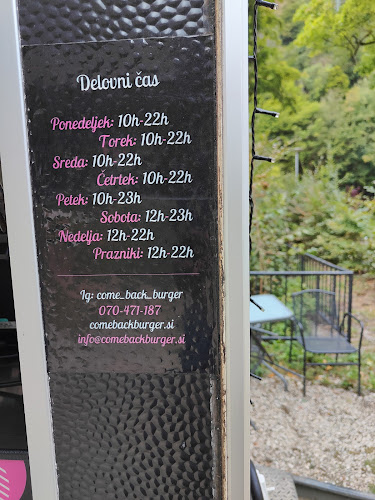 Delovni čas
Ponedeljek: 10h-22h
Torek: 10h-22h
Sreda: 10h-22h
Četrtek: 10h-22h
Petek: 10h-23h
Sobota: 12h-23h
Nedelja: 12h-22h
Prazniki: 12h-22h
Ig: come_back_burger
070-471-187
comebackburger.si
info@comebackburger.si